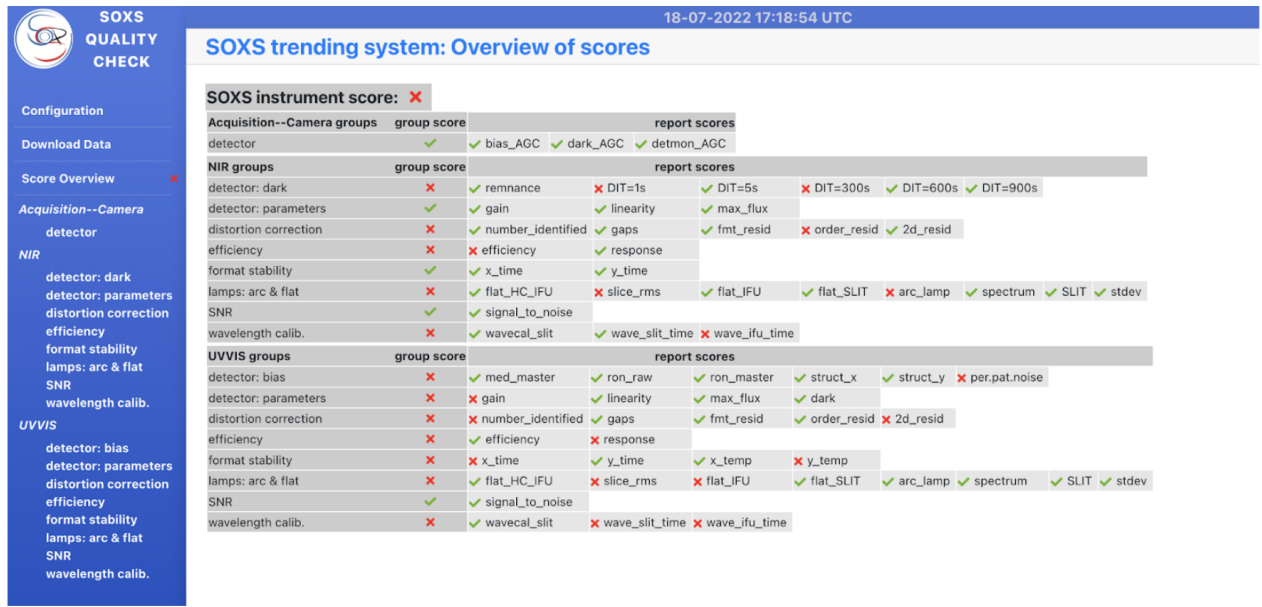 SOXS
QUALITY
CHECK
Configuration
Download Data
Score Overview
Acquisition--Camera
detector
NIR
detector: dark
detector: parameters
distortion correction
efficiency
format stability
lamps: arc & flat
SNR
wavelength calib.
UVVIS
detector: bias
detector: parameters
distortion correction
efficiency
format stability
lamps: arc & flat
SNR
wavelength calib.
18-07-2022 17:18:54 UTC
SOXS trending system: Overview of scores
SOXS instrument score: ❌
Acquisition--Camera groups group score report scores
detector ✔ ✔ bias_AGC ✔ dark_AGC ✔ detmon_AGC
NIR groups group score report scores
detector: dark ❌ ✔ remnance ❌ DIT=1s ✔ DIT=5s ❌ DIT=300s ✔ DIT=600s ✔ DIT=900s
detector: parameters ✔ ✔ gain ✔ linearity ✔ max_flux
distortion correction ❌ ✔ number_identified ✔ gaps ✔ fmt_resid ❌ order_resid ✔ 2d_resid
efficiency ❌ ❌ efficiency ✔ response
format stability ✔ ✔ x_time ✔ y_time
lamps: arc & flat ❌ ✔ flat_HC_IFU ❌ slice_rms ✔ flat_IFU ✔ flat_SLIT ❌ arc_lamp ✔ spectrum ✔ SLIT ✔ stdev
SNR ✔ ✔ signal_to_noise
wavelength calib. ❌ ✔ wavecal_slit ✔ wave_slit_time ❌ wave_ifu_time
UVVIS groups group score report scores
detector: bias ❌ ✔ med_master ✔ ron_raw ✔ ron_master ✔ struct_x ✔ struct_y ❌ per.pat.noise
detector: parameters ❌ ❌ gain ✔ linearity ✔ max_flux ✔ dark
distortion correction ❌ ❌ number_identified ✔ gaps ✔ fmt_resid ✔ order_resid ❌ 2d_resid
efficiency ❌ ✔ efficiency ❌ response
format stability ❌ ❌ x_time ✔ y_time ✔ x_temp ❌ y_temp
lamps: arc & flat ❌ ✔ flat_HC_IFU ❌ slice_rms ❌ flat_IFU ✔ flat_SLIT ✔ arc_lamp ✔ spectrum ✔ SLIT ✔ stdev
SNR ✔ ✔ signal_to_noise
wavelength calib. ❌ ✔ wavecal_slit ❌ wave_slit_time ❌ wave_ifu_time